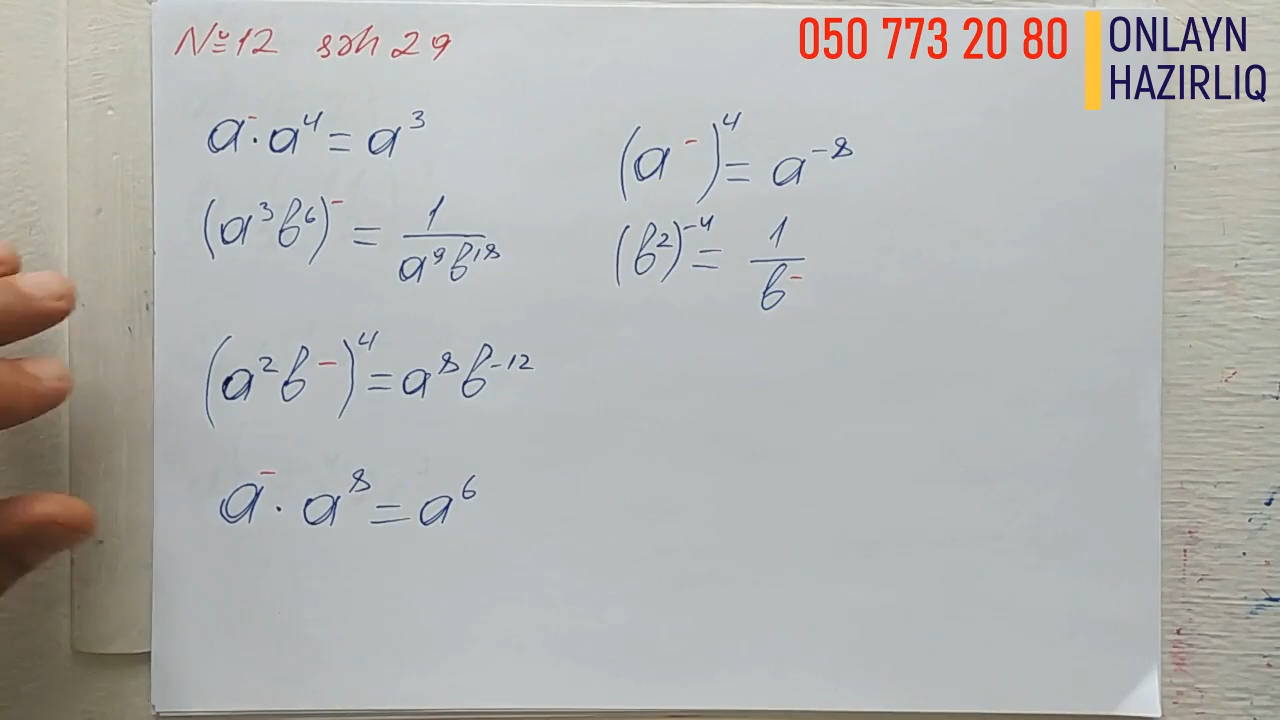 №12 səh 29
050 773 20 80
ONLAYN
HAZIRLIQ
a⁻ · a⁴ = a³
(a³b⁶)⁻ = 1/(a⁹b¹⁸)
(a²b⁻)⁴ = a⁸b⁻¹²
a⁻ · a⁸ = a⁶
(a⁻)⁴ = a⁻⁸
(b²)⁻⁴ = 1/b⁻